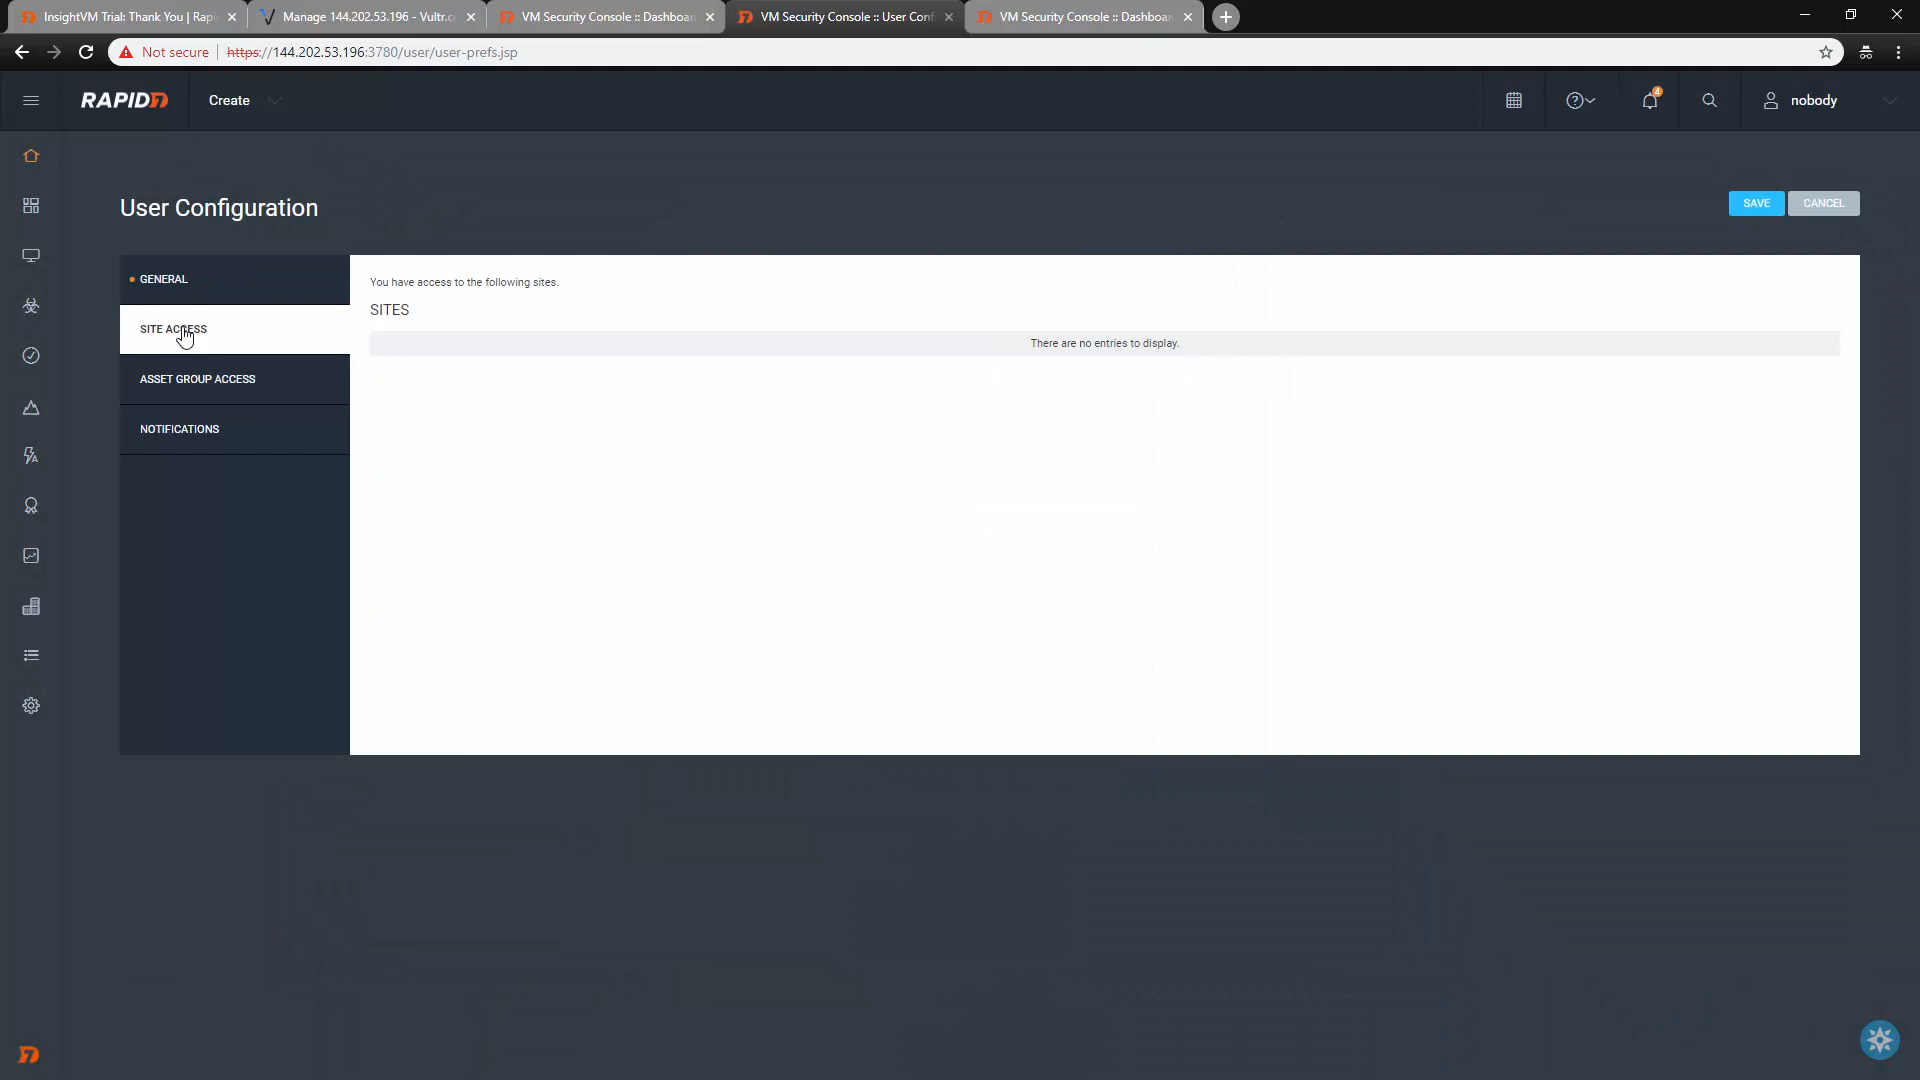 InsightVM Trial: Thank You | Rapi
Manage 144.202.53.196 - Vultr.c
VM Security Console :: Dashboar
VM Security Console :: User Conf
VM Security Console :: Dashboar
Not secure
https://144.202.53.196:3780/user/user-prefs.jsp
RAPID7
Create
4
nobody
User Configuration
SAVE
CANCEL
GENERAL
SITE ACCESS
ASSET GROUP ACCESS
NOTIFICATIONS
You have access to the following sites.
SITES
There are no entries to display.